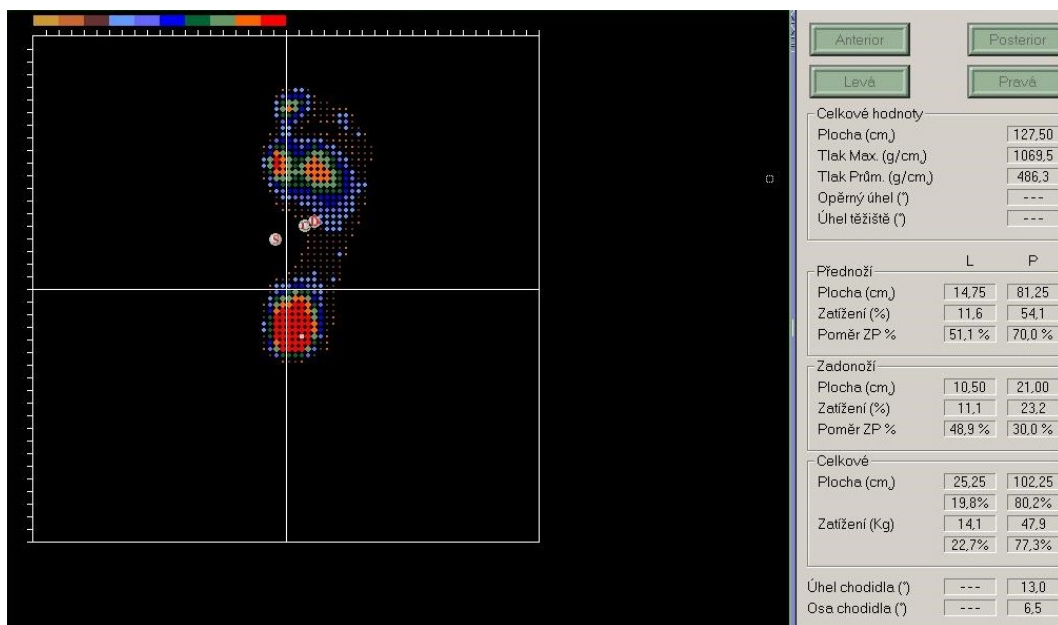 Anterior Posterior
Levá Pravá
Celkové hodnoty
Plocha (cm,) 127,50
Tlak Max. (g/cm,) 1069,5
Tlak Prům. (g/cm,) 486,3
Opěrný úhel (°) ---
Úhel těžiště (°) ---
L P
Přednoží
Plocha (cm,) 14,75 81,25
Zatížení (%) 11,6 54,1
Poměr ZP % 51,1 % 70,0 %
Zadonoží
Plocha (cm,) 10,50 21,00
Zatížení (%) 11,1 23,2
Poměr ZP % 48,9 % 30,0 %
Celkové
Plocha (cm,) 25,25 102,25
19,8% 80,2%
Zatížení (Kg) 14,1 47,9
22,7% 77,3%
Úhel chodidla (°) --- 13,0
Osa chodidla (°) --- 6,5
S